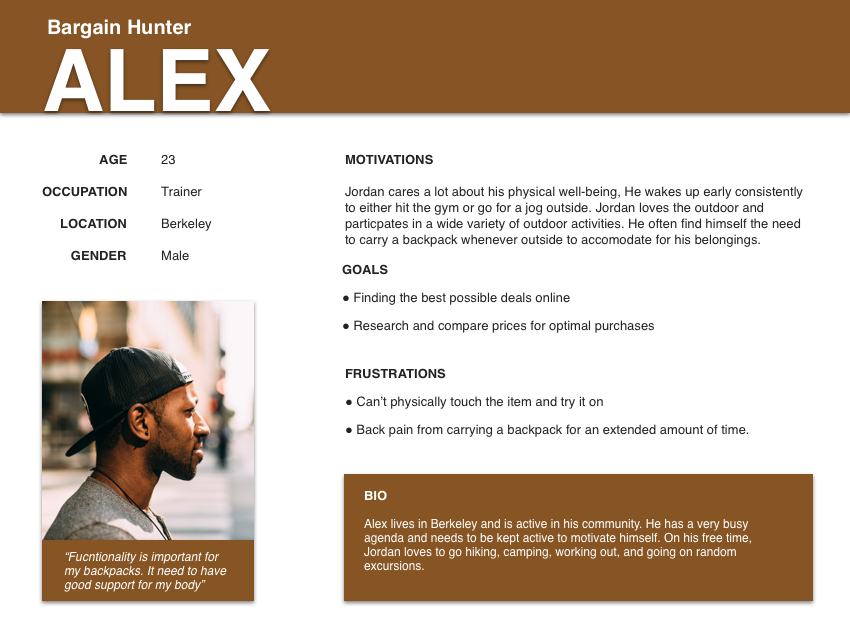 Bargain Hunter
ALEX
AGE 23
OCCUPATION Trainer
LOCATION Berkeley
GENDER Male
“Fucntionality is important for
my backpacks. It need to have
good support for my body”
MOTIVATIONS
Jordan cares a lot about his physical well-being, He wakes up early consistently
to either hit the gym or go for a jog outside. Jordan loves the outdoor and
particpates in a wide variety of outdoor activities. He often find himself the need
to carry a backpack whenever outside to accomodate for his belongings.
GOALS
● Finding the best possible deals online
● Research and compare prices for optimal purchases
FRUSTRATIONS
● Can’t physically touch the item and try it on
● Back pain from carrying a backpack for an extended amount of time.
BIO
Alex lives in Berkeley and is active in his community. He has a very busy
agenda and needs to be kept active to motivate himself. On his free time,
Jordan loves to go hiking, camping, working out, and going on random
excursions.